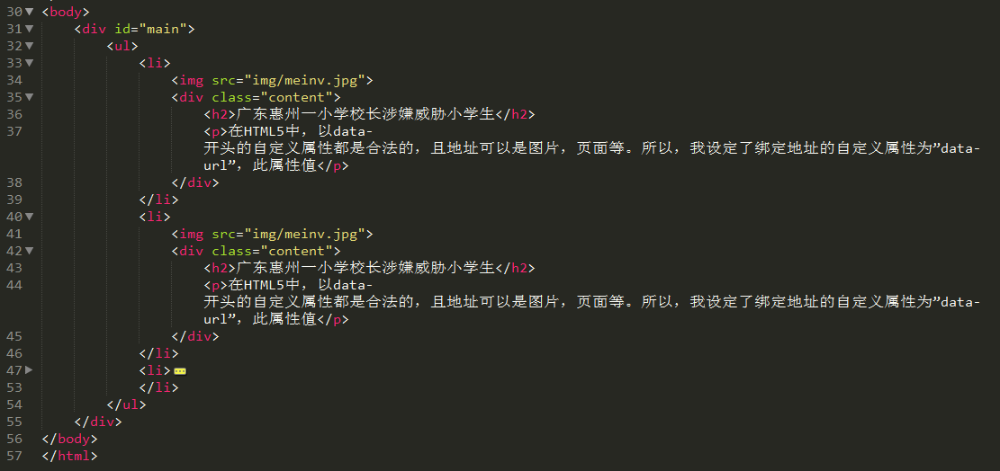 30 <body>
31 <div id="main">
32 <ul>
33 <li>
34 <img src="img/meinv.jpg">
35 <div class="content">
36 <h2>广东惠州一小学校长涉嫌威胁小学生</h2>
37 <p>在HTML5中，以data-
开头的自定义属性都是合法的，且地址可以是图片，页面等。所以，我设定了绑定地址的自定义属性为”data-
url”，此属性值</p>
38 </div>
39 </li>
40 <li>
41 <img src="img/meinv.jpg">
42 <div class="content">
43 <h2>广东惠州一小学校长涉嫌威胁小学生</h2>
44 <p>在HTML5中，以data-
开头的自定义属性都是合法的，且地址可以是图片，页面等。所以，我设定了绑定地址的自定义属性为”data-
url”，此属性值</p>
45 </div>
46 </li>
47 <li>
53 </li>
54 </ul>
55 </div>
56 </body>
57 </html>